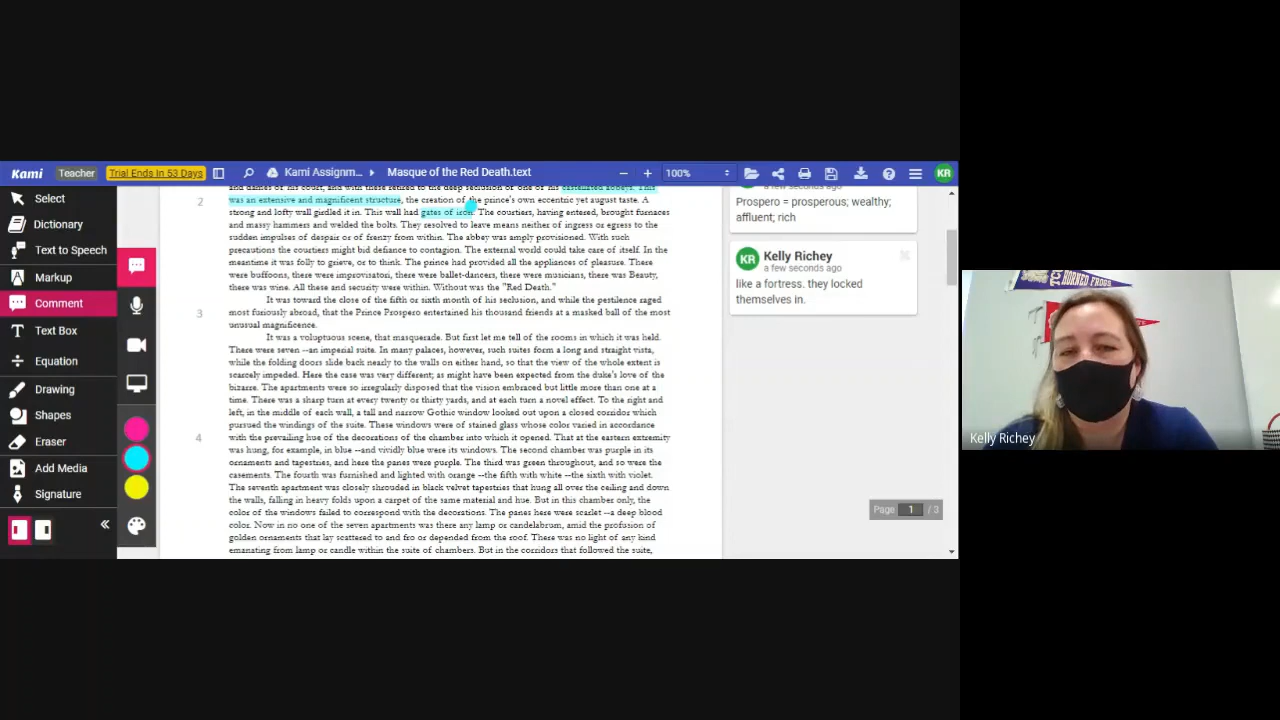 Kami Teacher Trial Ends In 53 Days Kami Assignm... Masque of the Red Death.text 100% KR
Select
Dictionary
Text to Speech
Markup
Comment
Text Box
Equation
Drawing
Shapes
Eraser
Add Media
Signature
and dames of his court, and with these retired to the deep seclusion of one of his castellated abbeys. This
2 was an extensive and magnificent structure, the creation of the prince's own eccentric yet august taste. A
strong and lofty wall girdled it in. This wall had gates of iron. The courtiers, having entered, brought furnaces
and massy hammers and welded the bolts. They resolved to leave means neither of ingress or egress to the
sudden impulses of despair or of frenzy from within. The abbey was amply provisioned. With such
precautions the courtiers might bid defiance to contagion. The external world could take care of itself. In the
meantime it was folly to grieve, or to think. The prince had provided all the appliances of pleasure. There
were buffoons, there were improvisatori, there were ballet-dancers, there were musicians, there was Beauty,
there was wine. All these and security were within. Without was the "Red Death."
It was toward the close of the fifth or sixth month of his seclusion, and while the pestilence raged
3 most furiously abroad, that the Prince Prospero entertained his thousand friends at a masked ball of the most
unusual magnificence.
It was a voluptuous scene, that masquerade. But first let me tell of the rooms in which it was held.
There were seven --an imperial suite. In many palaces, however, such suites form a long and straight vista,
while the folding doors slide back nearly to the walls on either hand, so that the view of the whole extent is
scarcely impeded. Here the case was very different; as might have been expected from the duke's love of the
bizarre. The apartments were so irregularly disposed that the vision embraced but little more than one at a
time. There was a sharp turn at every twenty or thirty yards, and at each turn a novel effect. To the right and
left, in the middle of each wall, a tall and narrow Gothic window looked out upon a closed corridor which
pursued the windings of the suite. These windows were of stained glass whose color varied in accordance
4 with the prevailing hue of the decorations of the chamber into which it opened. That at the eastern extremity
was hung, for example, in blue --and vividly blue were its windows. The second chamber was purple in its
ornaments and tapestries, and here the panes were purple. The third was green throughout, and so were the
casements. The fourth was furnished and lighted with orange --the fifth with white --the sixth with violet.
The seventh apartment was closely shrouded in black velvet tapestries that hung all over the ceiling and down
the walls, falling in heavy folds upon a carpet of the same material and hue. But in this chamber only, the
color of the windows failed to correspond with the decorations. The panes here were scarlet --a deep blood
color. Now in no one of the seven apartments was there any lamp or candelabrum, amid the profusion of
golden ornaments that lay scattered to and fro or depended from the roof. There was no light of any kind
emanating from lamp or candle within the suite of chambers. But in the corridors that followed the suite,
a few seconds ago
Prospero = prosperous; wealthy;
affluent; rich
KR Kelly Richey
a few seconds ago
like a fortress. they locked
themselves in.
Page 1 / 3
HORNED FROGS
Kelly Richey